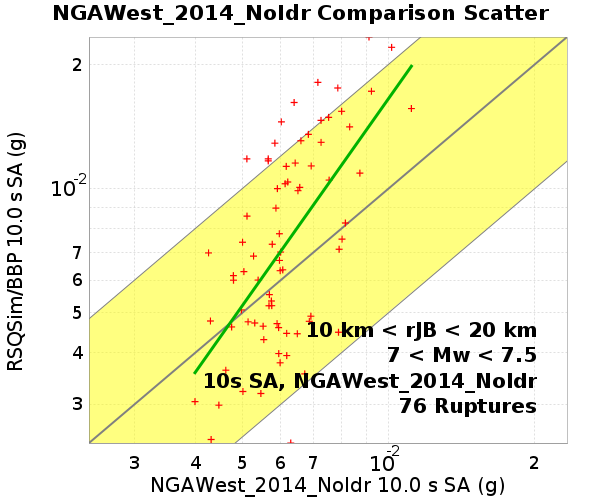 NGAWest_2014_NoIdr Comparison Scatter
RSQSim/BBP 10.0 s SA (g)
2
10-2
7
6
5
4
3
10 km < rJB < 20 km
7 < Mw < 7.5
10s SA, NGAWest_2014_NoIdr
76 Ruptures
3 4 5 6 7 10-2 2
NGAWest_2014_NoIdr 10.0 s SA (g)